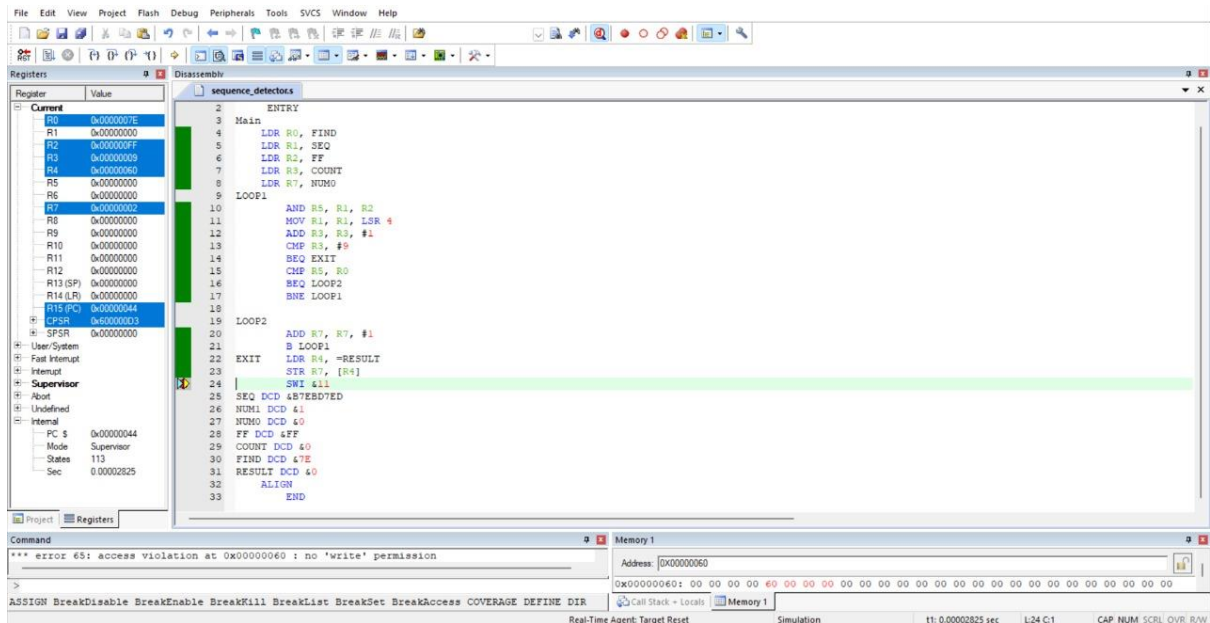 File Edit View Project Flash Debug Peripherals Tools SVCS Window Help
Registers
Register Value
Current
R0 0x0000007E
R1 0x00000000
R2 0x000000FF
R3 0x00000009
R4 0x00000060
R5 0x00000000
R6 0x00000000
R7 0x00000002
R8 0x00000000
R9 0x00000000
R10 0x00000000
R11 0x00000000
R12 0x00000000
R13 (SP) 0x00000000
R14 (LR) 0x00000000
R15 (PC) 0x00000044
CPSR 0x600000D3
SPSR 0x00000000
User/System
Fast Interrupt
Interrupt
Supervisor
Abort
Undefined
Internal
PC $ 0x00000044
Mode Supervisor
States 113
Sec 0.00002825
Project Registers
Disassembly
sequence_detector.s
2 ENTRY
3 Main
4 LDR R0, FIND
5 LDR R1, SEQ
6 LDR R2, FF
7 LDR R3, COUNT
8 LDR R7, NUM0
9 LOOP1
10 AND R5, R1, R2
11 MOV R1, R1, LSR 4
12 ADD R3, R3, #1
13 CMP R3, #9
14 BEQ EXIT
15 CMP R5, R0
16 BEQ LOOP2
17 BNE LOOP1
18
19 LOOP2
20 ADD R7, R7, #1
21 B LOOP1
22 EXIT LDR R4, =RESULT
23 STR R7, [R4]
24 SWI &11
25 SEQ DCD &B7EBD7ED
26 NUM1 DCD &1
27 NUM0 DCD &0
28 FF DCD &FF
29 COUNT DCD &0
30 FIND DCD &7E
31 RESULT DCD &0
32 ALIGN
33 END
Command
*** error 65: access violation at 0x00000060 : no 'write' permission
>
ASSIGN BreakDisable BreakEnable BreakKill BreakList BreakSet BreakAccess COVERAGE DEFINE DIR
Memory 1
Address: 0X00000060
0x00000060: 00 00 00 00 60 00 00 00 00 00 00 00 00 00 00 00 00 00 00 00 00 00 00 00 00 00
Call Stack + Locals Memory 1
Real-Time Agent: Target Reset Simulation t1: 0.00002825 sec L:24 C:1 CAP NUM SCRL OVR R/W